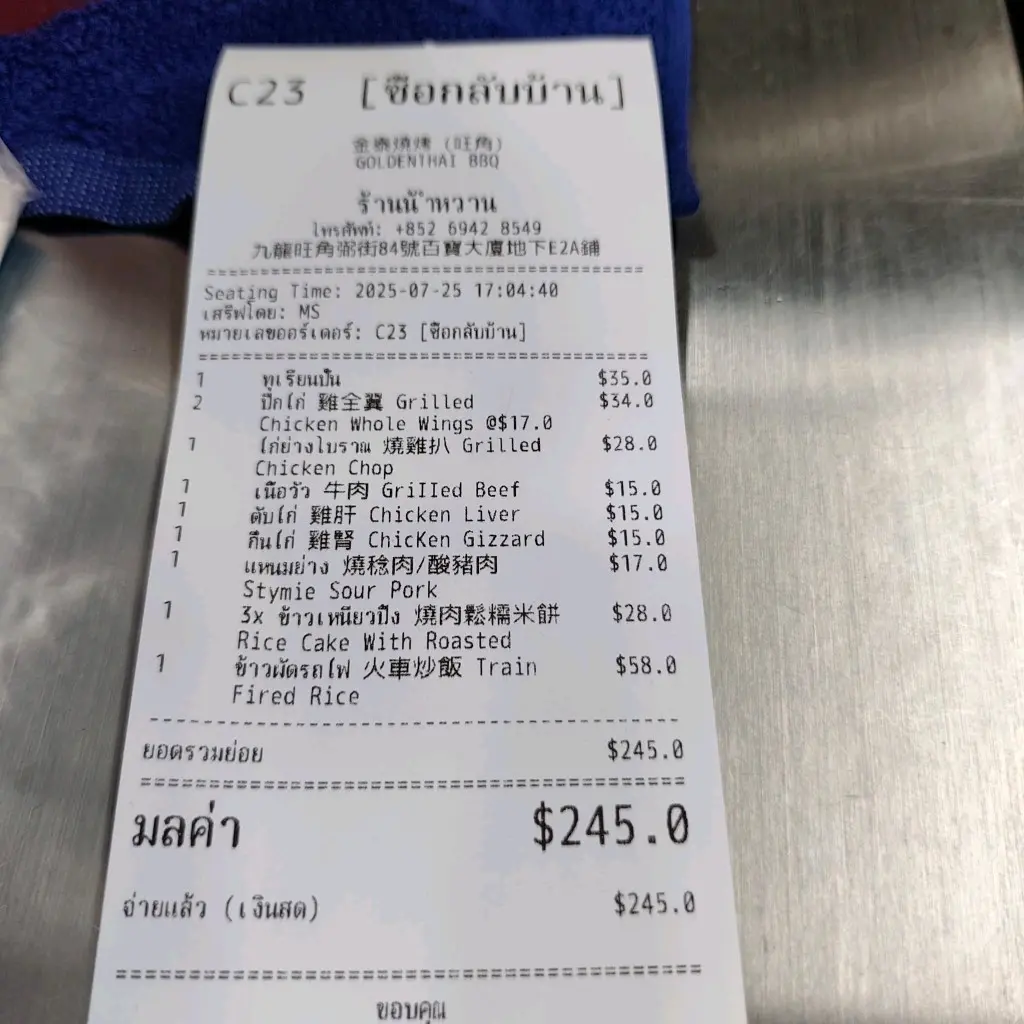 C23 [ซื้อกลับบ้าน]
金泰燒烤 (旺角)
GOLDENTHAI BBQ
ร้านน้ำหวาน
โทรศัพท์: +852 6942 8549
九龍旺角弼街84號百寶大廈地下E2A鋪
Seating Time: 2025-07-25 17:04:40
เสริฟโดย: MS
หมายเลขออร์เดอร์: C23 [ซื้อกลับบ้าน]
1 ทุเรียนปั่น $35.0
2 ปีกไก่ 雞全翼 Grilled $34.0
Chicken Whole Wings @$17.0
1 ไก่ย่างโบราณ 燒雞扒 Grilled $28.0
Chicken Chop
1 เนื้อวัว 牛肉 GriIIed Beef $15.0
1 ตับไก่ 雞肝 Chicken Liver $15.0
1 กึ๋นไก่ 雞腎 ChicKen Gizzard $15.0
1 แหนมย่าง 燒稔肉/酸豬肉 $17.0
Stymie Sour Pork
1 3x ข้าวเหนียวปิ้ง 燒肉鬆糯米餅 $28.0
Rice Cake With Roasted
1 ข้าวผัดรถไฟ 火車炒飯 Train $58.0
Fired Rice
ยอดรวมย่อย $245.0
มูลค่า $245.0
จ่ายแล้ว (เงินสด) $245.0
ขอบคุณ